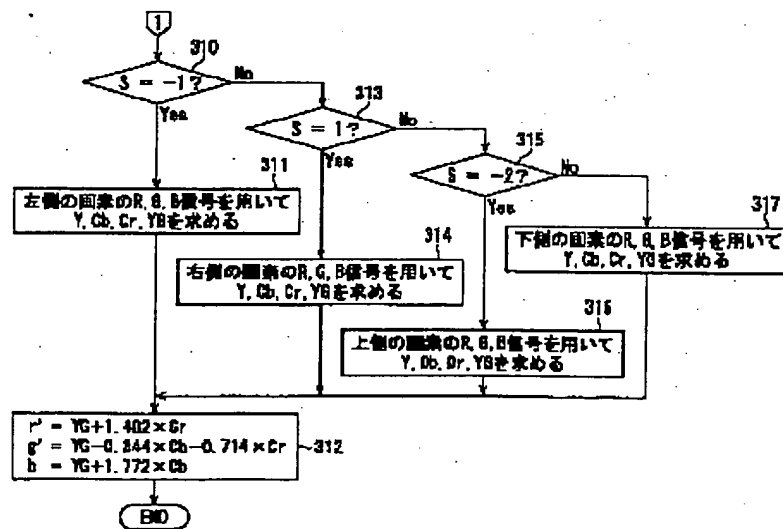 1
310
S = -1?
No
Yes
313
S = 1?
No
Yes
315
S = -2?
No
Yes
311
左側の画素のR,G,B信号を用いて
Y,Cb,Cr,YGを求める
314
右側の画素のR,G,B信号を用いて
Y,Cb,Cr,YGを求める
317
下側の画素のR,G,B信号を用いて
Y,Cb,Cr,YGを求める
316
上側の画素のR,G,B信号を用いて
Y,Cb,Cr,YGを求める
r' = YG+1.402×Cr
g' = YG-0.344×Cb-0.714×Cr
b = YG+1.772×Cb
312
END